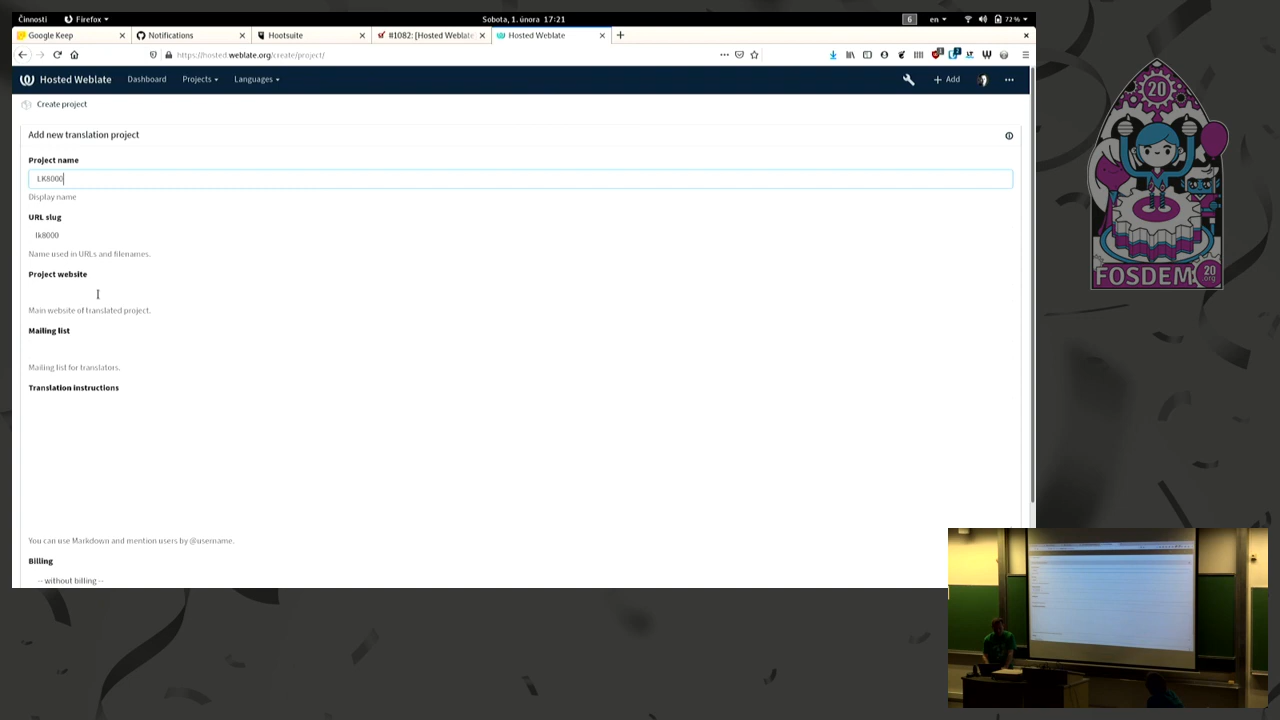 Činnosti
Firefox
Sobota, 1. února 17:21
6
en
72 %
Google Keep
Notifications
Hootsuite
#1082: [Hosted Weblate
Hosted Weblate
https://hosted.weblate.org/create/project/
Hosted Weblate
Dashboard
Projects
Languages
Add
Create project
Add new translation project
Project name
LK8000
Display name
URL slug
lk8000
Name used in URLs and filenames.
Project website
Main website of translated project.
Mailing list
Mailing list for translators.
Translation instructions
You can use Markdown and mention users by @username.
Billing
-- without billing --
20
FOSDEM
20
.org